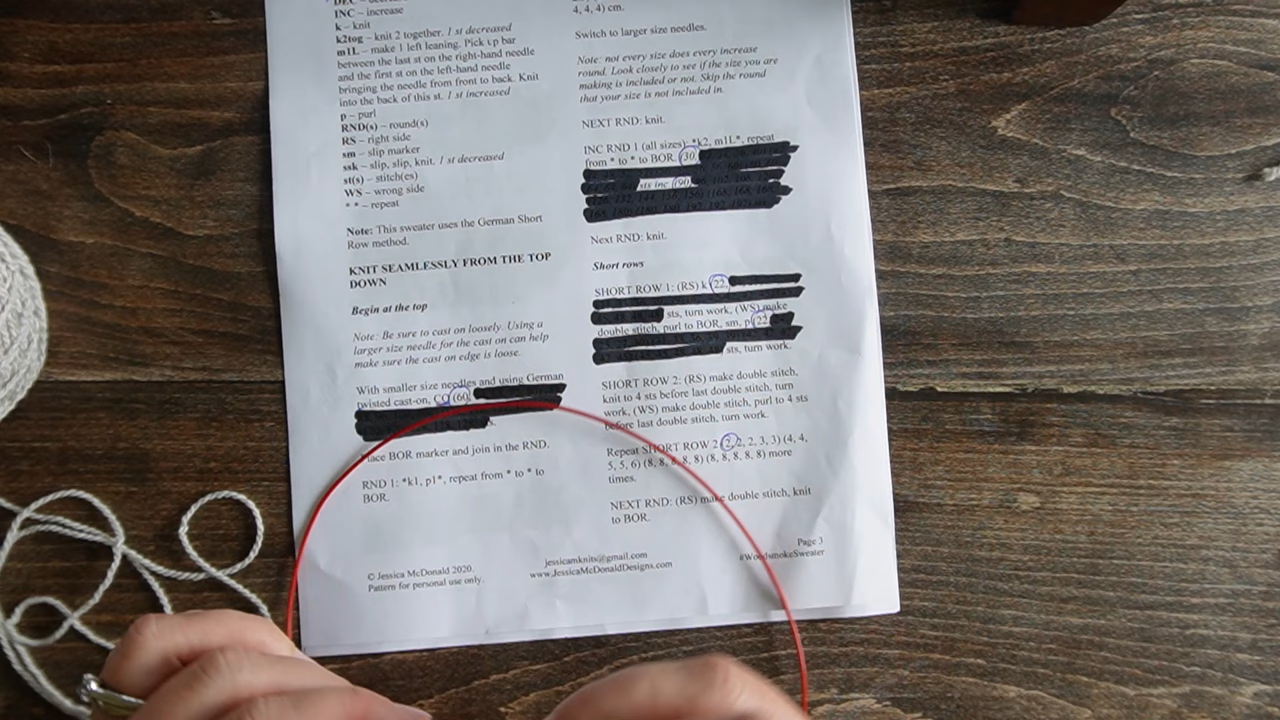 INC – increase
k – knit
k2tog – knit 2 together. 1 st decreased
m1L – make 1 left leaning. Pick up bar
between the last st on the right-hand needle
and the first st on the left-hand needle
bringing the needle from front to back. Knit
into the back of this st. 1 st increased
p – purl
RND(s) – round(s)
RS – right side
sm – slip marker
ssk – slip, slip, knit. 1 st decreased
st(s) – stitch(es)
WS – wrong side
* * – repeat
Note: This sweater uses the German Short
Row method.
KNIT SEAMLESSLY FROM THE TOP
DOWN
Begin at the top
Note: Be sure to cast on loosely. Using a
larger size needle for the cast on can help
make sure the cast on edge is loose.
With smaller size needles and using German
twisted cast-on, CO (60,
Place BOR marker and join in the RND.
RND 1: *k1, p1*, repeat from * to * to
BOR.
4, 4, 4) cm.
Switch to larger size needles.
Note: not every size does every increase
round. Look closely to see if the size you are
making is included or not. Skip the round
that your size is not included in.
NEXT RND: knit.
INC RND 1 (all sizes): *k2, m1L*, repeat
from * to * to BOR. (30,
sts inc (90,
Next RND: knit.
Short rows
SHORT ROW 1: (RS) k (22,
sts, turn work, (WS) make
double stitch, purl to BOR, sm, p (22,
sts, turn work.
SHORT ROW 2: (RS) make double stitch,
knit to 4 sts before last double stitch, turn
work, (WS) make double stitch, purl to 4 sts
before last double stitch, turn work.
Repeat SHORT ROW 2 (2, 2, 2, 3, 3) (4, 4,
5, 5, 6) (8, 8, 8, 8, 8) (8, 8, 8, 8, 8) more
times.
NEXT RND: (RS) make double stitch, knit
to BOR.
© Jessica McDonald 2020.
Pattern for personal use only.
jessicamknits@gmail.com
www.JessicaMcDonaldDesigns.com
Page 3
#WoodsmokeSweater